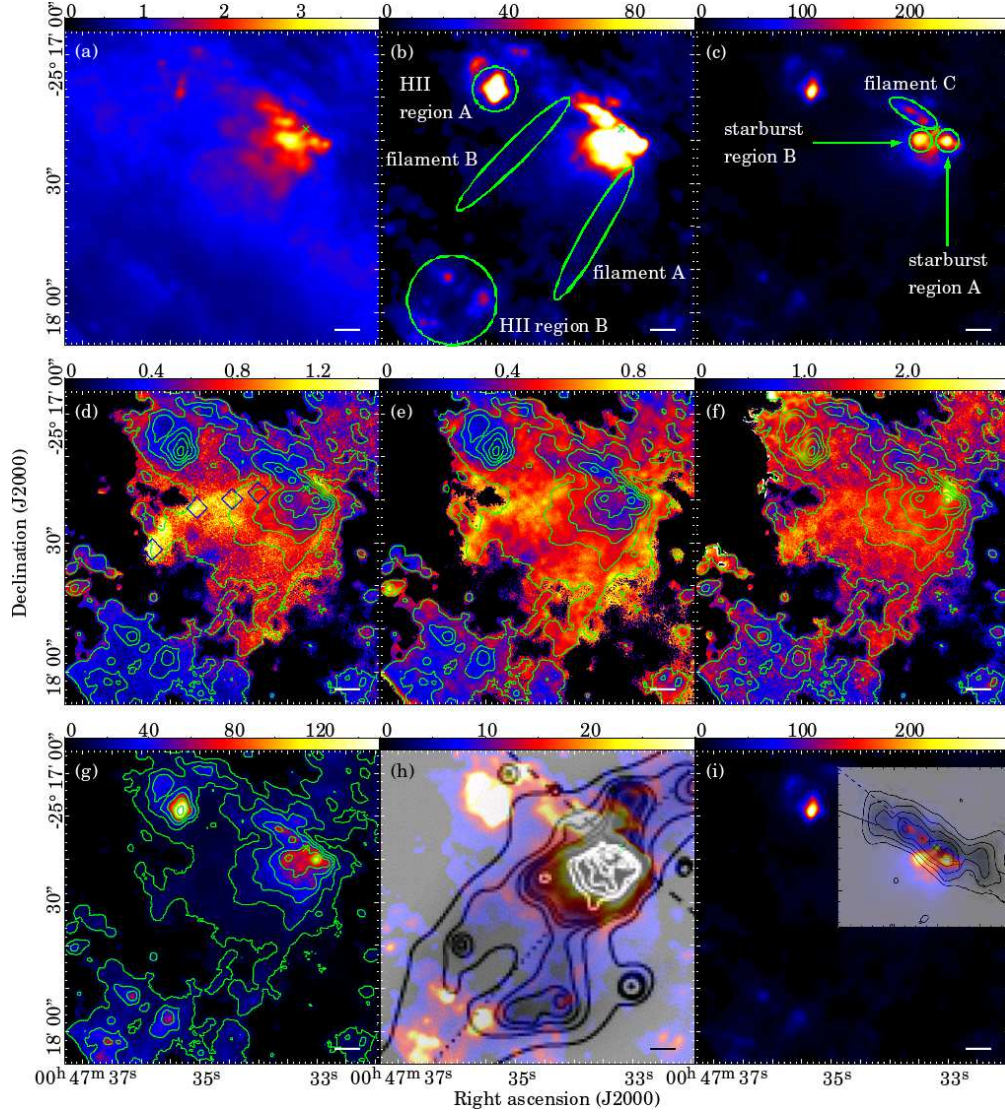 0 1 2 3
0 40 80
0 100 200
(a)
(b)
(c)
HII
region A
filament B
filament A
HII region B
filament C
starburst
region B
starburst
region A
-25° 17' 00"
30"
18' 00"
0 0.4 0.8 1.2
0 0.4 0.8
0 1.0 2.0
(d)
(e)
(f)
-25° 17' 00"
30"
18' 00"
Declination (J2000)
0 40 80 120
0 10 20
0 100 200
(g)
(h)
(i)
-25° 17' 00"
30"
18' 00"
00h 47m 37s 35s 33s
00h 47m 37s 35s 33s
00h 47m 37s 35s 33s
Right ascension (J2000)